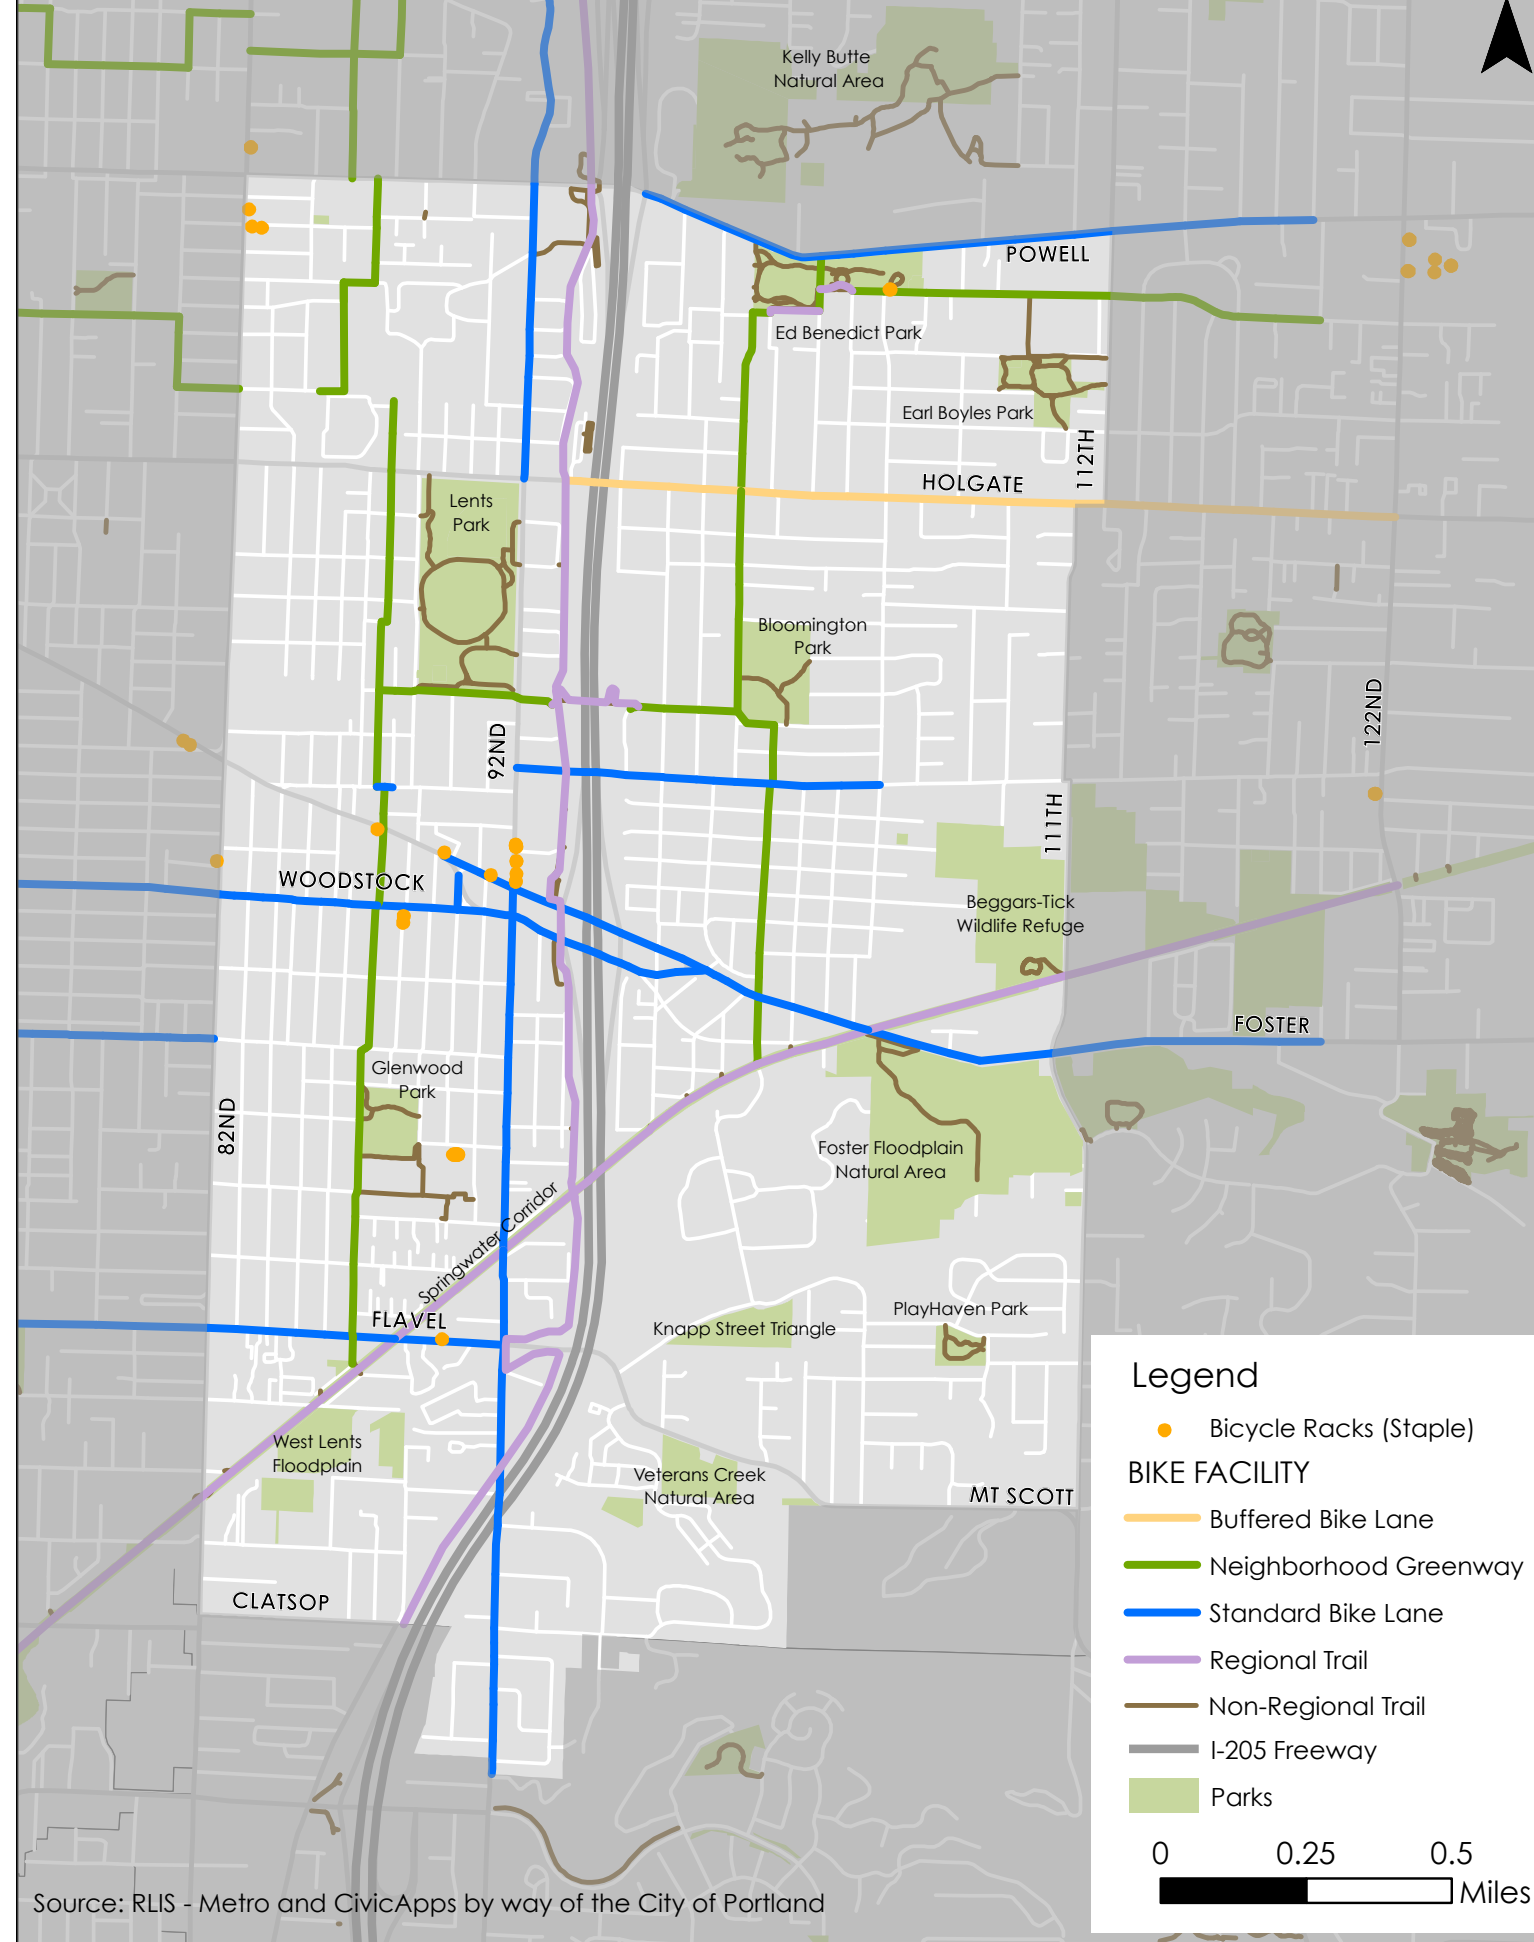 Kelly Butte
Natural Area
POWELL
Ed Benedict Park
Earl Boyles Park
112TH
HOLGATE
Lents
Park
Bloomington
Park
122ND
92ND
111TH
WOODSTOCK
Beggars-Tick
Wildlife Refuge
FOSTER
Glenwood
Park
82ND
Foster Floodplain
Natural Area
Springwater Corridor
FLAVEL
PlayHaven Park
Knapp Street Triangle
West Lents
Floodplain
Veterans Creek
Natural Area
MT SCOTT
CLATSOP
Legend
Bicycle Racks (Staple)
BIKE FACILITY
Buffered Bike Lane
Neighborhood Greenway
Standard Bike Lane
Regional Trail
Non-Regional Trail
I-205 Freeway
Parks
0 0.25 0.5
Miles
Source: RLIS - Metro and CivicApps by way of the City of Portland